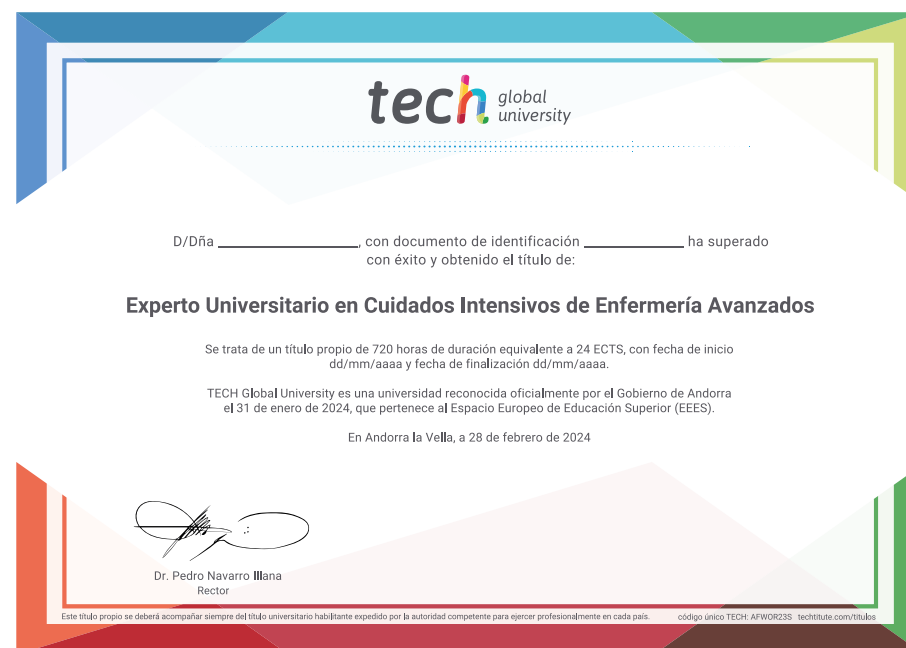 tech global university
D/Dña ______________, con documento de identificación __________ ha superado
con éxito y obtenido el título de:
Experto Universitario en Cuidados Intensivos de Enfermería Avanzados
Se trata de un título propio de 720 horas de duración equivalente a 24 ECTS, con fecha de inicio
dd/mm/aaaa y fecha de finalización dd/mm/aaaa.
TECH Global University es una universidad reconocida oficialmente por el Gobierno de Andorra
el 31 de enero de 2024, que pertenece al Espacio Europeo de Educación Superior (EEES).
En Andorra la Vella, a 28 de febrero de 2024
Dr. Pedro Navarro Illana
Rector
Este título propio se deberá acompañar siempre del título universitario habilitante expedido por la autoridad competente para ejercer profesionalmente en cada país. código único TECH: AFWOR23S techtitute.com/titulos